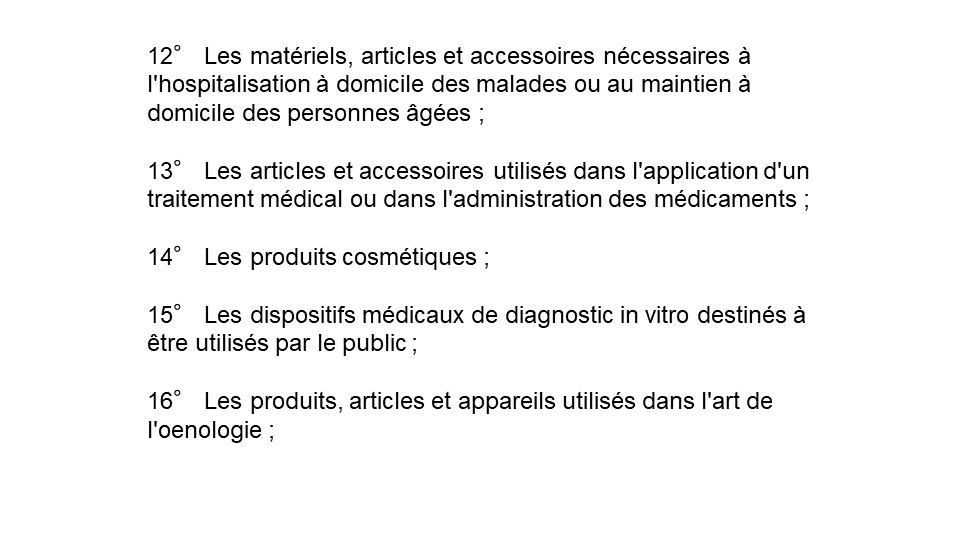 12° Les matériels, articles et accessoires nécessaires à
l'hospitalisation à domicile des malades ou au maintien à
domicile des personnes âgées ;
13° Les articles et accessoires utilisés dans l'application d'un
traitement médical ou dans l'administration des médicaments ;
14° Les produits cosmétiques ;
15° Les dispositifs médicaux de diagnostic in vitro destinés à
être utilisés par le public ;
16° Les produits, articles et appareils utilisés dans l'art de
l'oenologie ;